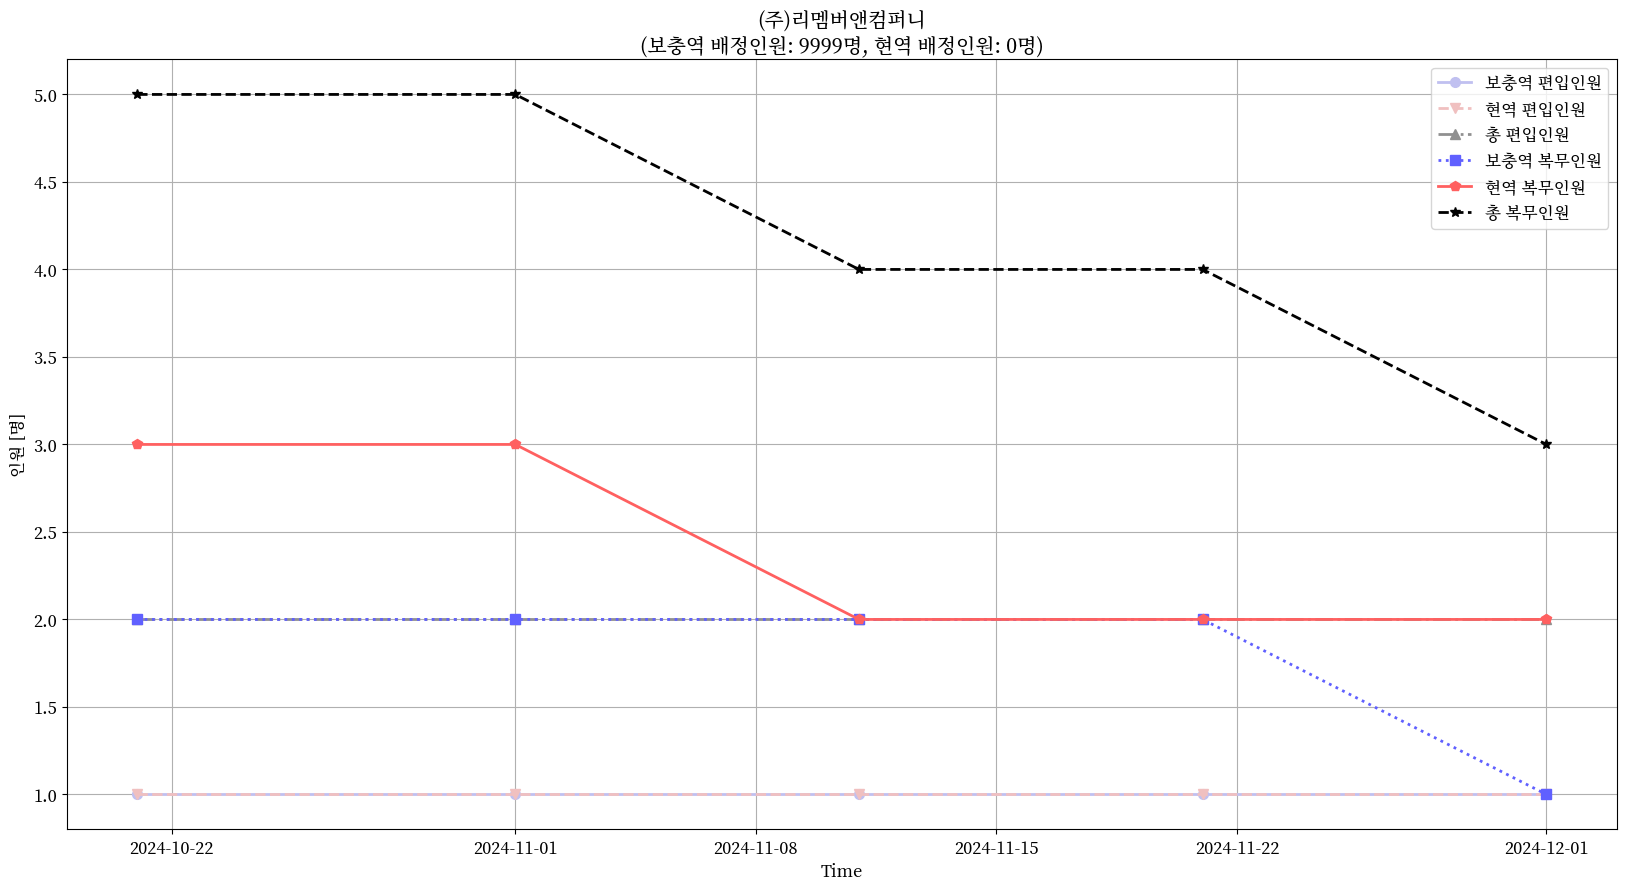 (주)리멤버앤컴퍼니
(보충역 배정인원: 9999명, 현역 배정인원: 0명)
보충역 편입인원
현역 편입인원
총 편입인원
보충역 복무인원
현역 복무인원
총 복무인원
인원 [명]
5.0
4.5
4.0
3.5
3.0
2.5
2.0
1.5
1.0
2024-10-22
2024-11-01
2024-11-08
2024-11-15
2024-11-22
2024-12-01
Time